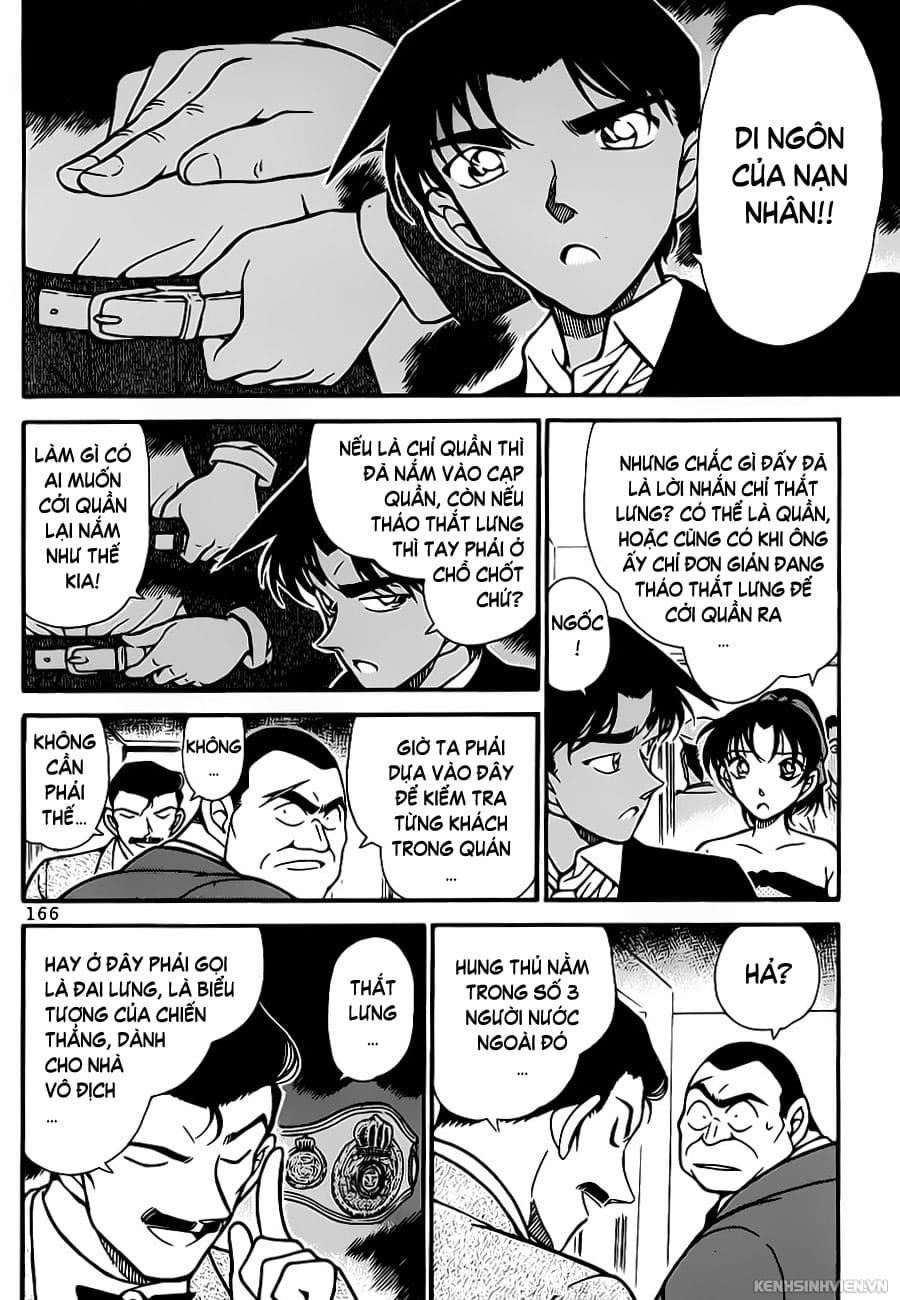 DI NGÔN
CỦA NẠN
NHÂN!!
NHƯNG CHẮC GÌ ĐẤY ĐÃ
LÀ LỜI NHẮN CHỈ THẮT
LƯNG? CÓ THỂ LÀ QUẦN,
HOẶC CŨNG CÓ KHI ÔNG
ẤY CHỈ ĐƠN GIẢN ĐANG
THÁO THẮT LƯNG ĐỂ
CỞI QUẦN RA
...
NGỐC
!
NẾU LÀ CHỈ QUẦN THÌ
ĐÃ NẮM VÀO CẠP
QUẦN, CÒN NẾU
THÁO THẮT LƯNG
THÌ TAY PHẢI Ở
CHỖ CHỐT
CHỨ?
LÀM GÌ CÓ
AI MUỐN
CỞI QUẦN
LẠI NẮM
NHƯ THẾ
KIA!
GIỜ TA PHẢI
DỰA VÀO ĐÂY
ĐỂ KIỂM TRA
TỪNG KHÁCH
TRONG QUÁN
...
KHÔNG
...
KHÔNG
CẦN
PHẢI
THẾ...
166
HẢ?
HUNG THỦ NẰM
TRONG SỐ 3
NGƯỜI NƯỚC
NGOÀI ĐÓ
...
THẮT
LƯNG
...
HAY Ở ĐÂY PHẢI GỌI
LÀ ĐAI LƯNG, LÀ BIỂU
TƯỢNG CỦA CHIẾN
THẮNG, DÀNH
CHO NHÀ
VÔ ĐỊCH
...
KENHSINHVIEN.VN